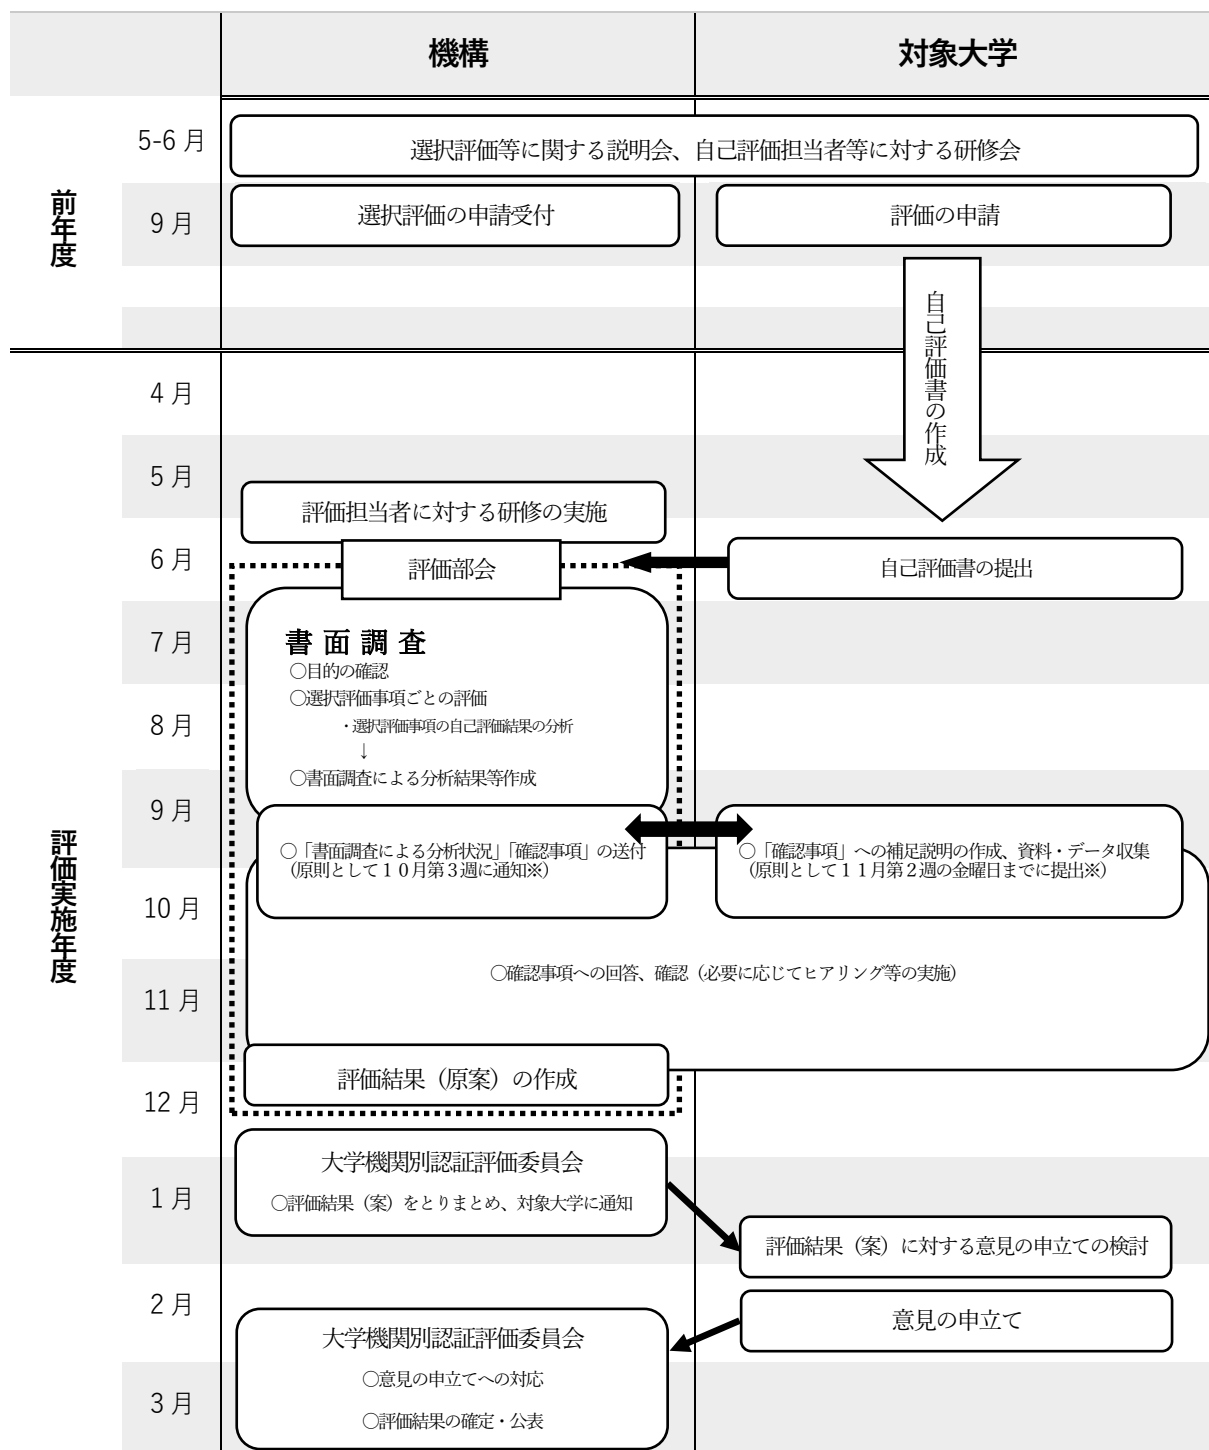 機構
対象大学
前年度
5-6 月
選択評価等に関する説明会、自己評価担当者等に対する研修会
9 月
選択評価の申請受付
評価の申請
自己評価書の作成
評価実施年度
4 月
5 月
評価担当者に対する研修の実施
6 月
評価部会
自己評価書の提出
7 月
書面調査
○目的の確認
○選択評価事項ごとの評価
8 月
・選択評価事項の自己評価結果の分析
↓
○書面調査による分析結果等作成
9 月
○「書面調査による分析状況」「確認事項」の送付
（原則として１０月第３週に通知※）
○「確認事項」への補足説明の作成、資料・データ収集
（原則として１１月第２週の金曜日までに提出※）
10 月
○確認事項への回答、確認（必要に応じてヒアリング等の実施）
11 月
評価結果（原案）の作成
12 月
大学機関別認証評価委員会
○評価結果（案）をとりまとめ、対象大学に通知
1 月
評価結果（案）に対する意見の申立ての検討
2 月
意見の申立て
大学機関別認証評価委員会
○意見の申立てへの対応
3 月
○評価結果の確定・公表